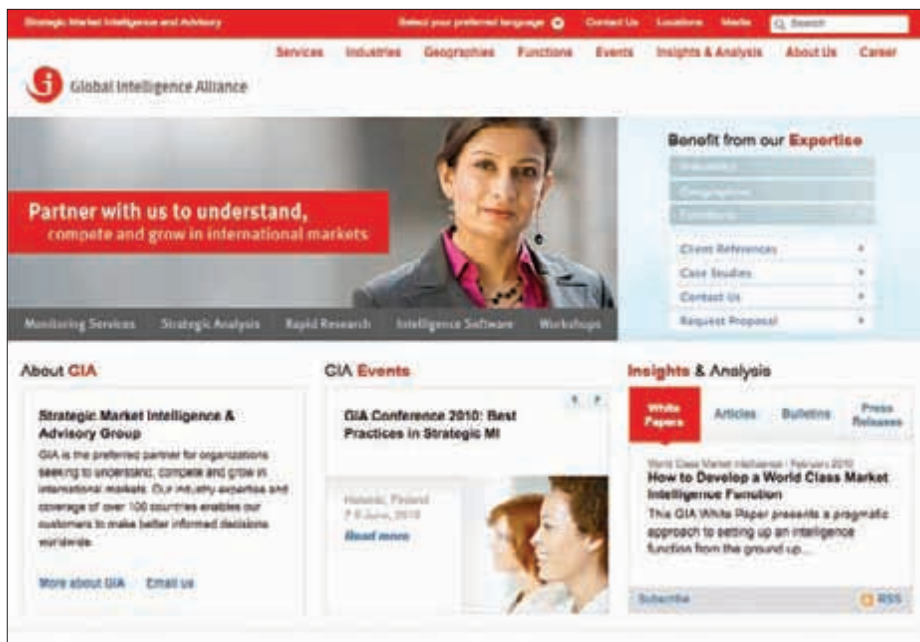 Strategic Market Intelligence and Advisory
Select your preferred language
Contact Us
Locations
Media
Search
Services
Industries
Geographies
Functions
Events
Insights & Analysis
About Us
Career
Global Intelligence Alliance
Partner with us to understand,
compete and grow in international markets
Benefit from our Expertise
Industries
Geographies
Functions
Client References
Case Studies
Contact Us
Request Proposal
Monitoring Services
Strategic Analysis
Rapid Research
Intelligence Software
Workshops
About GIA
Strategic Market Intelligence &
Advisory Group
GIA is the preferred partner for organizations
seeking to understand, compete and grow in
international markets. Our industry expertise and
coverage of over 100 countries enables our
customers to make better informed decisions
worldwide.
More about GIA
Email us
GIA Events
GIA Conference 2010: Best
Practices in Strategic MI
Helsinki, Finland
June, 2010
Read more
Insights & Analysis
White
Papers
Articles
Bulletins
Press
Releases
World Class Market Intelligence - February 2010
How to Develop a World Class Market
Intelligence Function
This GIA White Paper presents a pragmatic
approach to setting up an intelligence
function from the ground up...
Subscribe
RSS